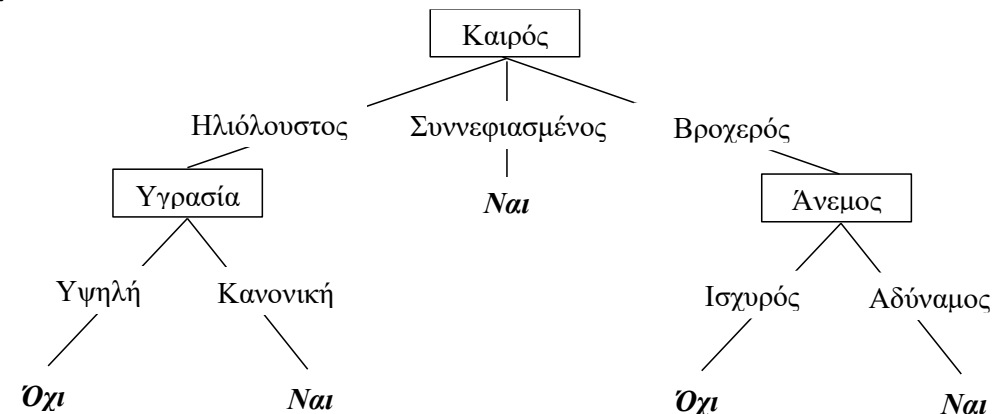 Καιρός
Ηλιόλουστος Συννεφιασμένος Βροχερός
Υγρασία Ναι Άνεμος
Υψηλή Κανονική Ισχυρός Αδύναμος
Όχι Ναι Όχι Ναι